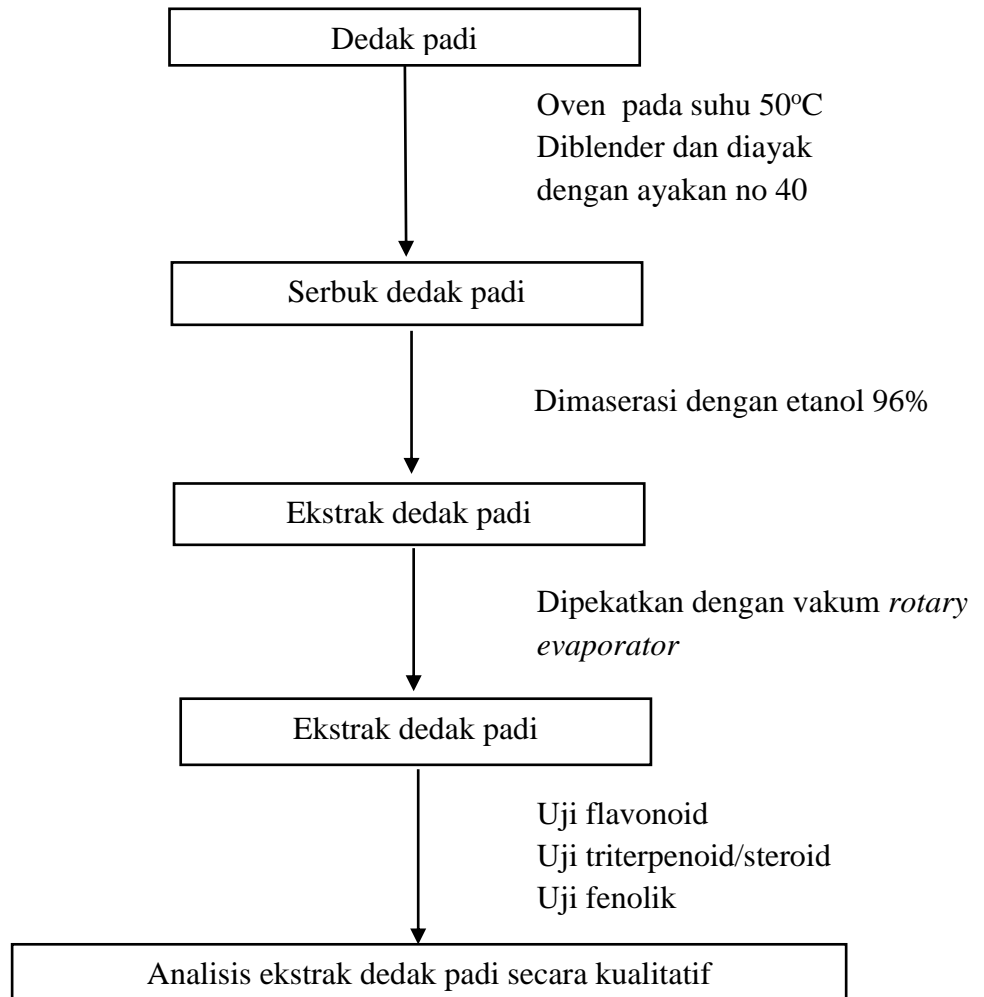 Dedak padi
Oven pada suhu 50°C
Diblender dan diayak
dengan ayakan no 40
Serbuk dedak padi
Dimaserasi dengan etanol 96%
Ekstrak dedak padi
Dipekatkan dengan vakum rotary
evaporator
Ekstrak dedak padi
Uji flavonoid
Uji triterpenoid/steroid
Uji fenolik
Analisis ekstrak dedak padi secara kualitatif